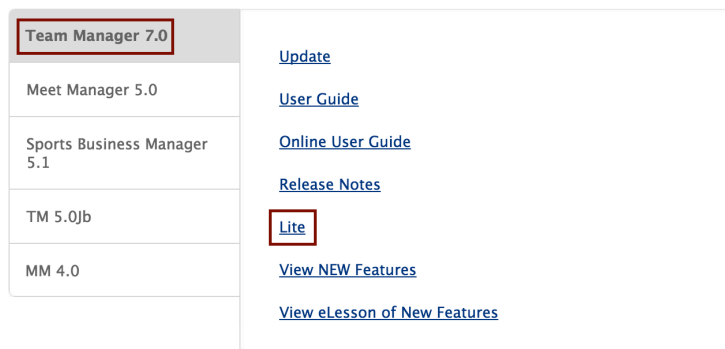 Team Manager 7.0
Meet Manager 5.0
Sports Business Manager
5.1
TM 5.0Jb
MM 4.0
Update
User Guide
Online User Guide
Release Notes
Lite
View NEW Features
View eLesson of New Features